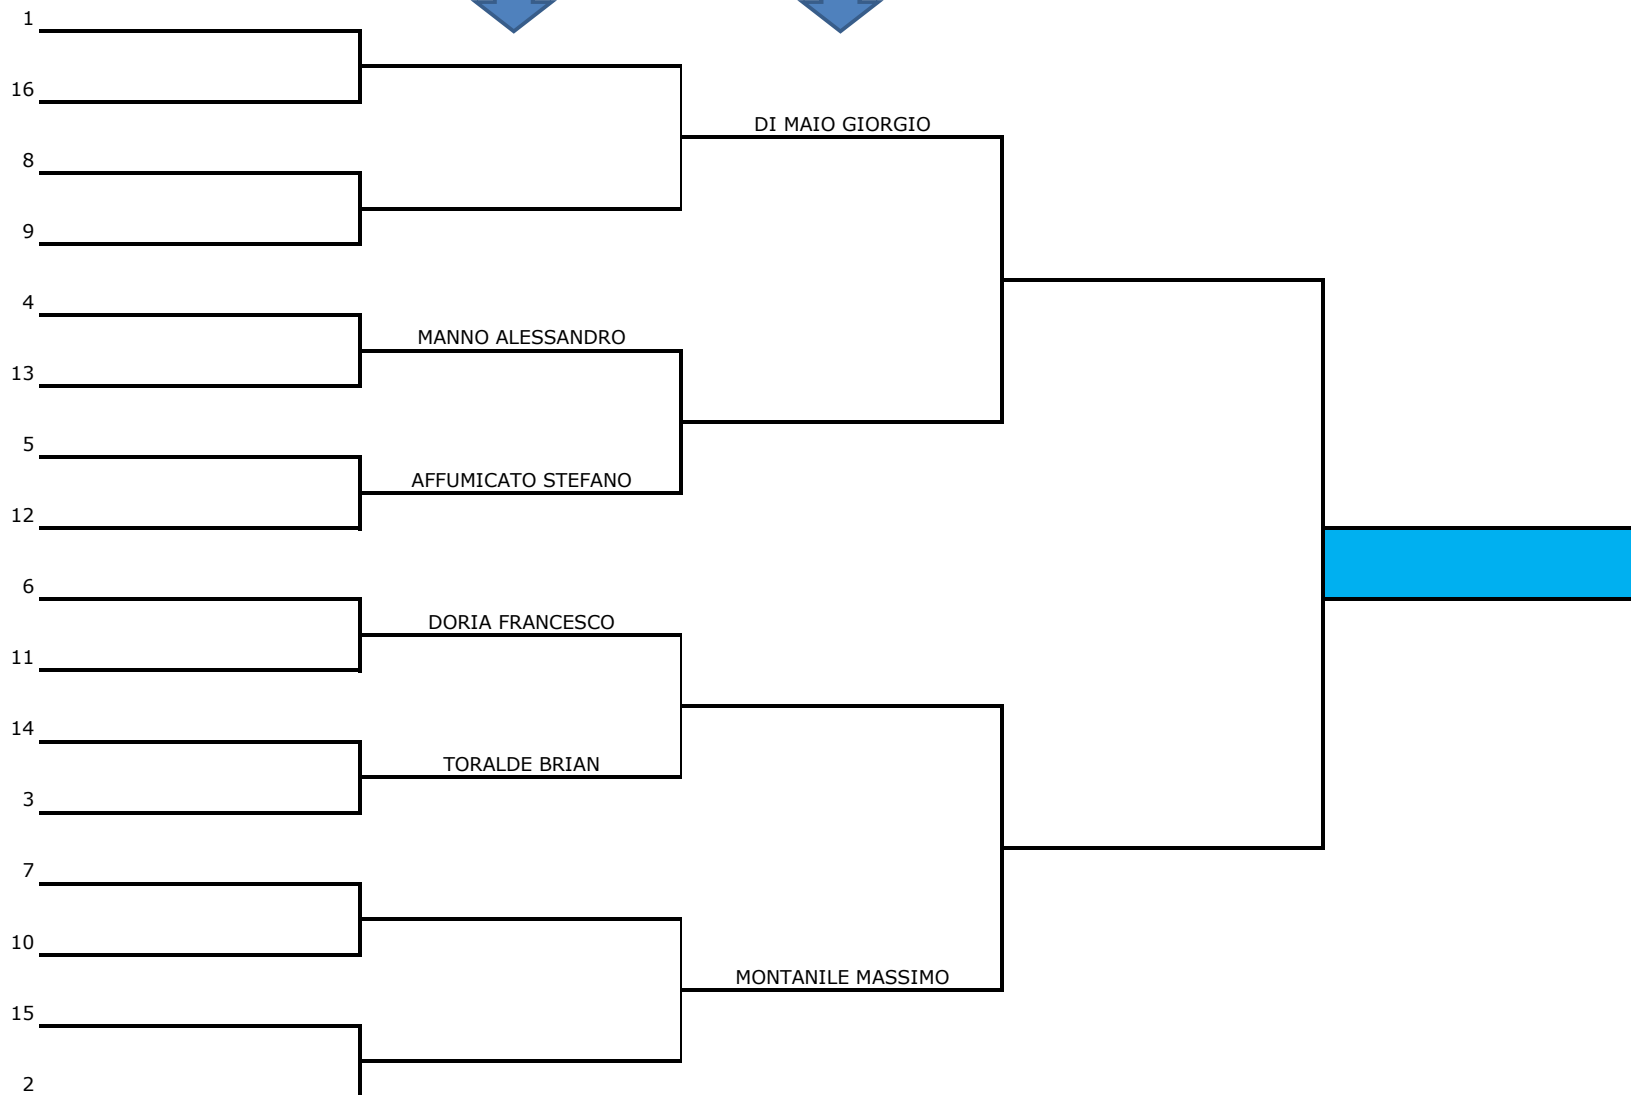 1
16
DI MAIO GIORGIO
8
9
4
MANNO ALESSANDRO
13
5
AFFUMICATO STEFANO
12
6
DORIA FRANCESCO
11
14
TORALDE BRIAN
3
7
10
MONTANILE MASSIMO
15
2